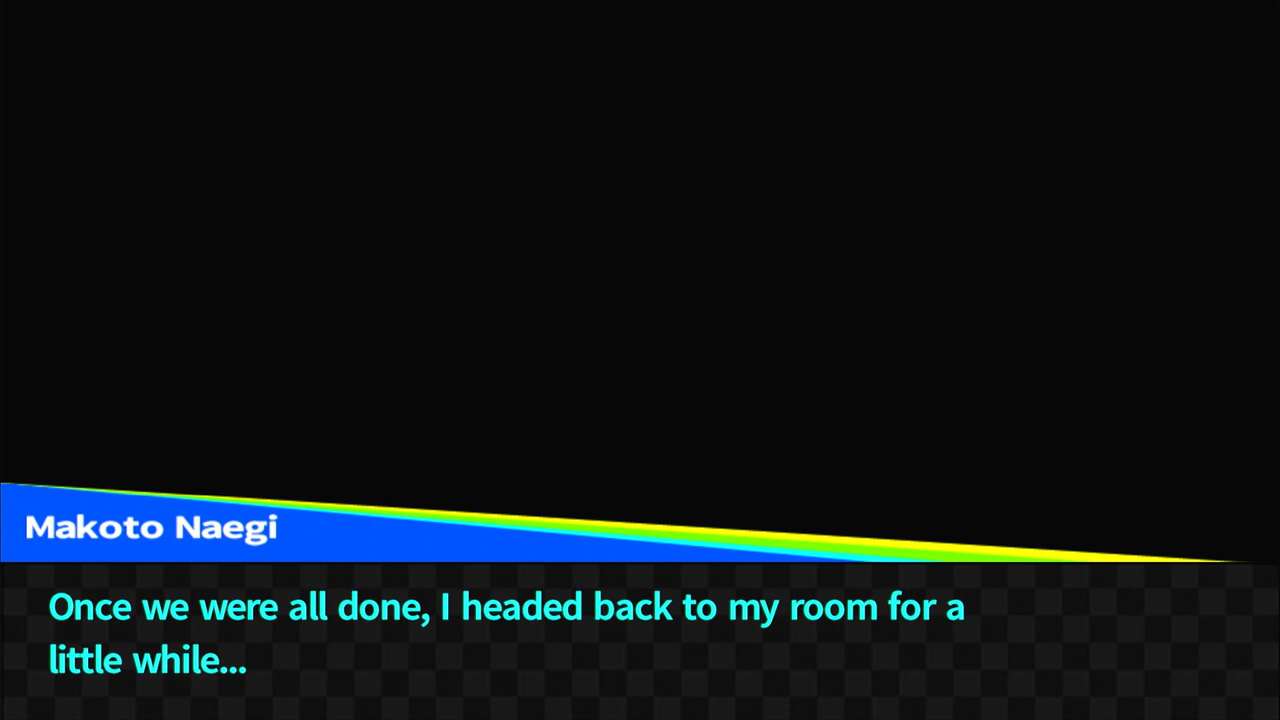 Makoto Naegi
Once we were all done, I headed back to my room for a
little while...